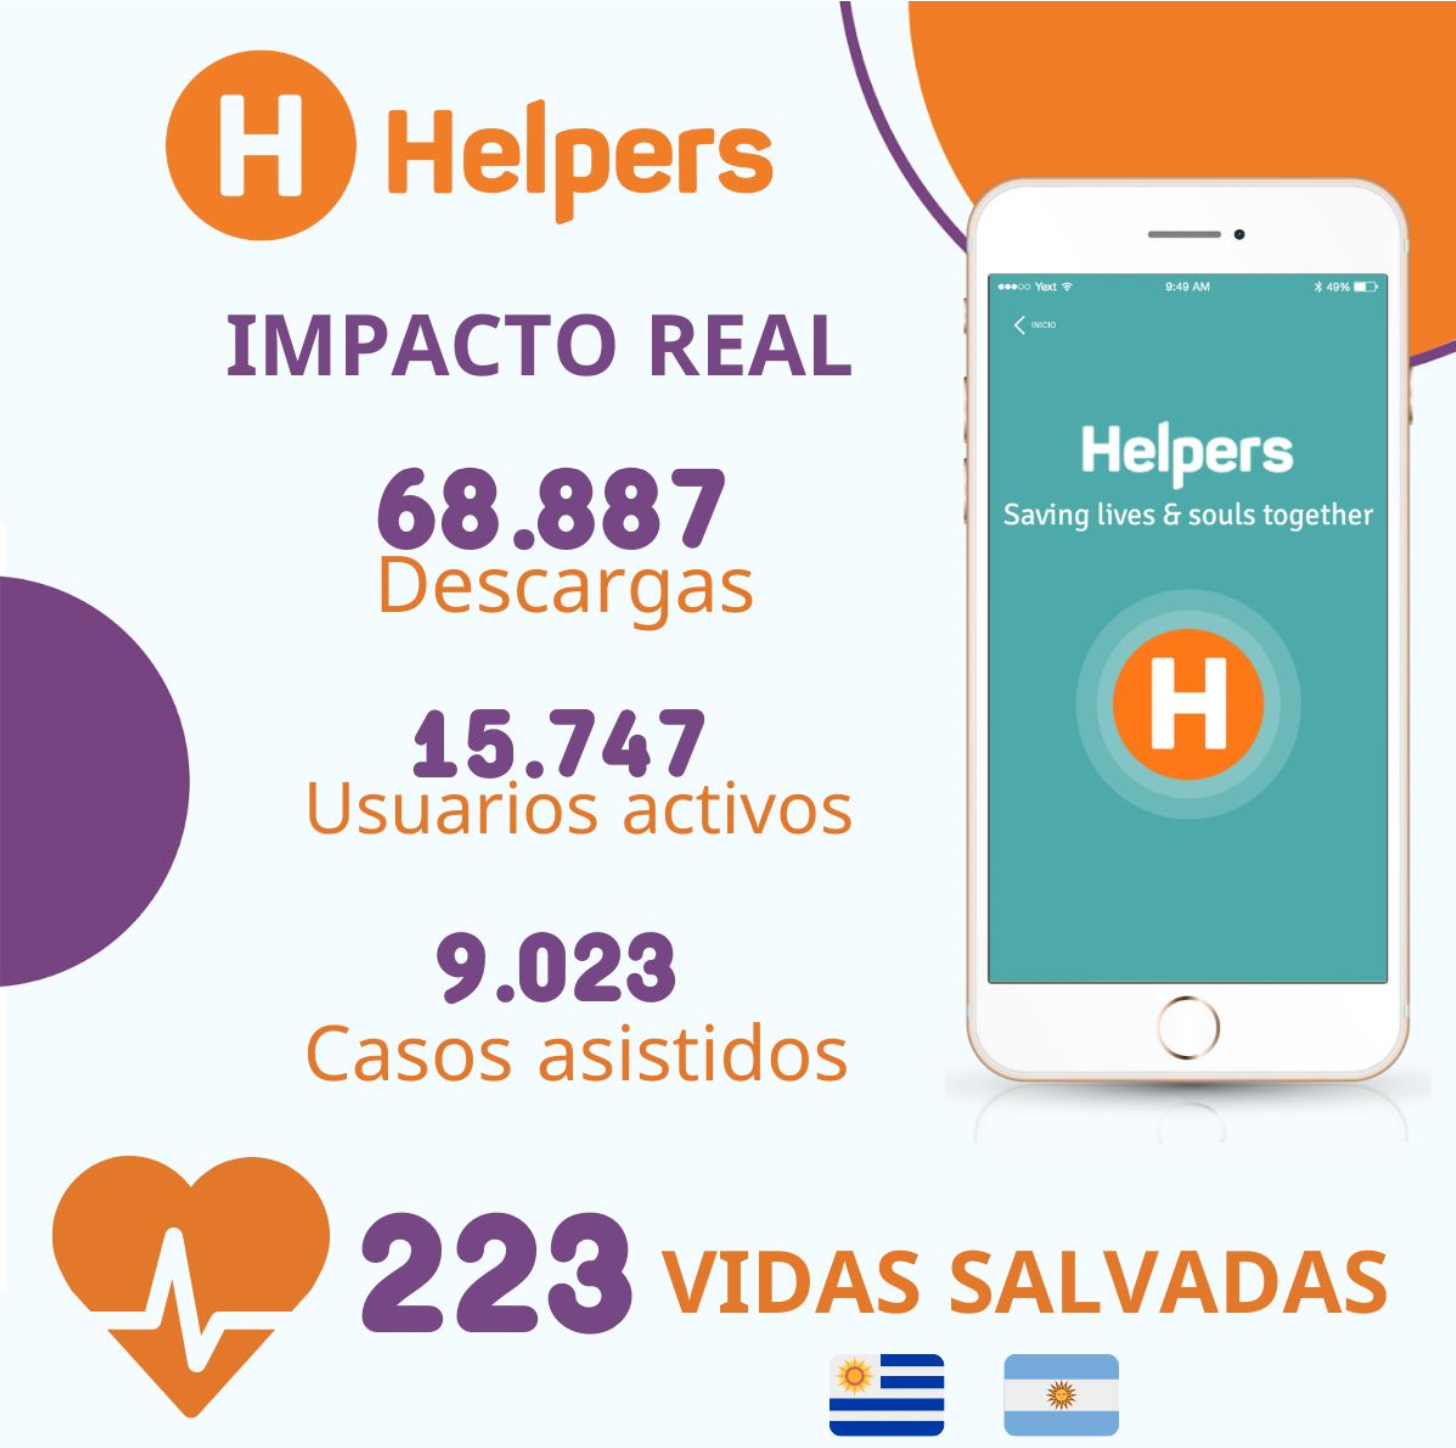 H Helpers
IMPACTO REAL
68.887
Descargas
15.747
Usuarios activos
9.023
Casos asistidos
223 VIDAS SALVADAS
Yext 9:49 AM 49%
INICIO
Helpers
Saving lives & souls together
H